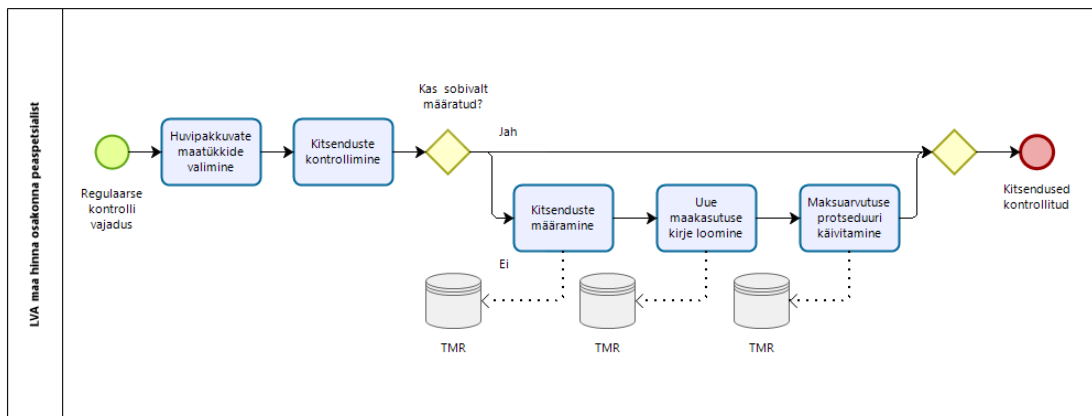 LVA maa hinna osakonna peaspetsialist
Regulaarse
kontrolli
vajadus
Huvipakkuvate
maatükkide
valimine
Kitsenduste
kontrollimine
Kas sobivalt
määratud?
Jah
Ei
Kitsenduste
määramine
Uue
maakasutuse
kirje loomine
Maksuarvutuse
protseduuri
käivitamine
TMR
TMR
TMR
Kitsendused
kontrollitud